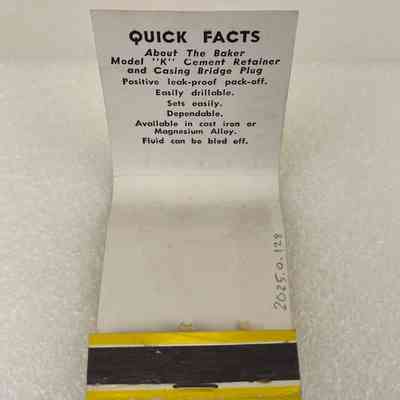 QUICK FACTS
About The Baker
Model "K" Cement Retainer
and Casing Bridge Plug
Positive leak-proof pack-off.
Easily drillable.
Sets easily.
Dependable.
Available in cast iron or
Magnesium Alloy.
Fluid can be bled off.
2025.0.128